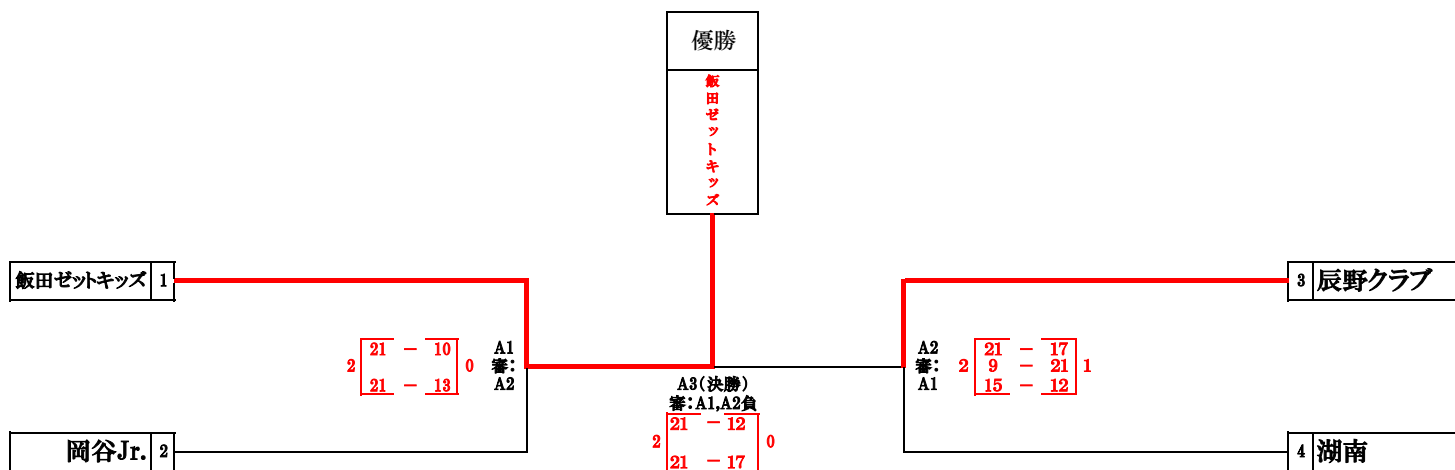 優勝
飯田ゼットキッズ
飯田ゼットキッズ 1
3 辰野クラブ
2 21 － 10 0
21 － 13
A1
審：
A2
A2
審：
A1
2 21 － 17 1
9 － 21
15 － 12
A3(決勝)
審：A1,A2負
2 21 － 12 0
21 － 17
岡谷Jr. 2
4 湖南